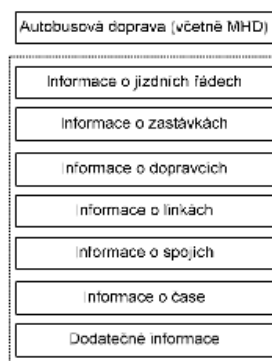 Autobusová doprava (včetně MHD)
Informace o jízdních řádech
Informace o zastávkách
Informace o dopravcích
Informace o linkách
Informace o spojích
Informace o čase
Dodatečné informace